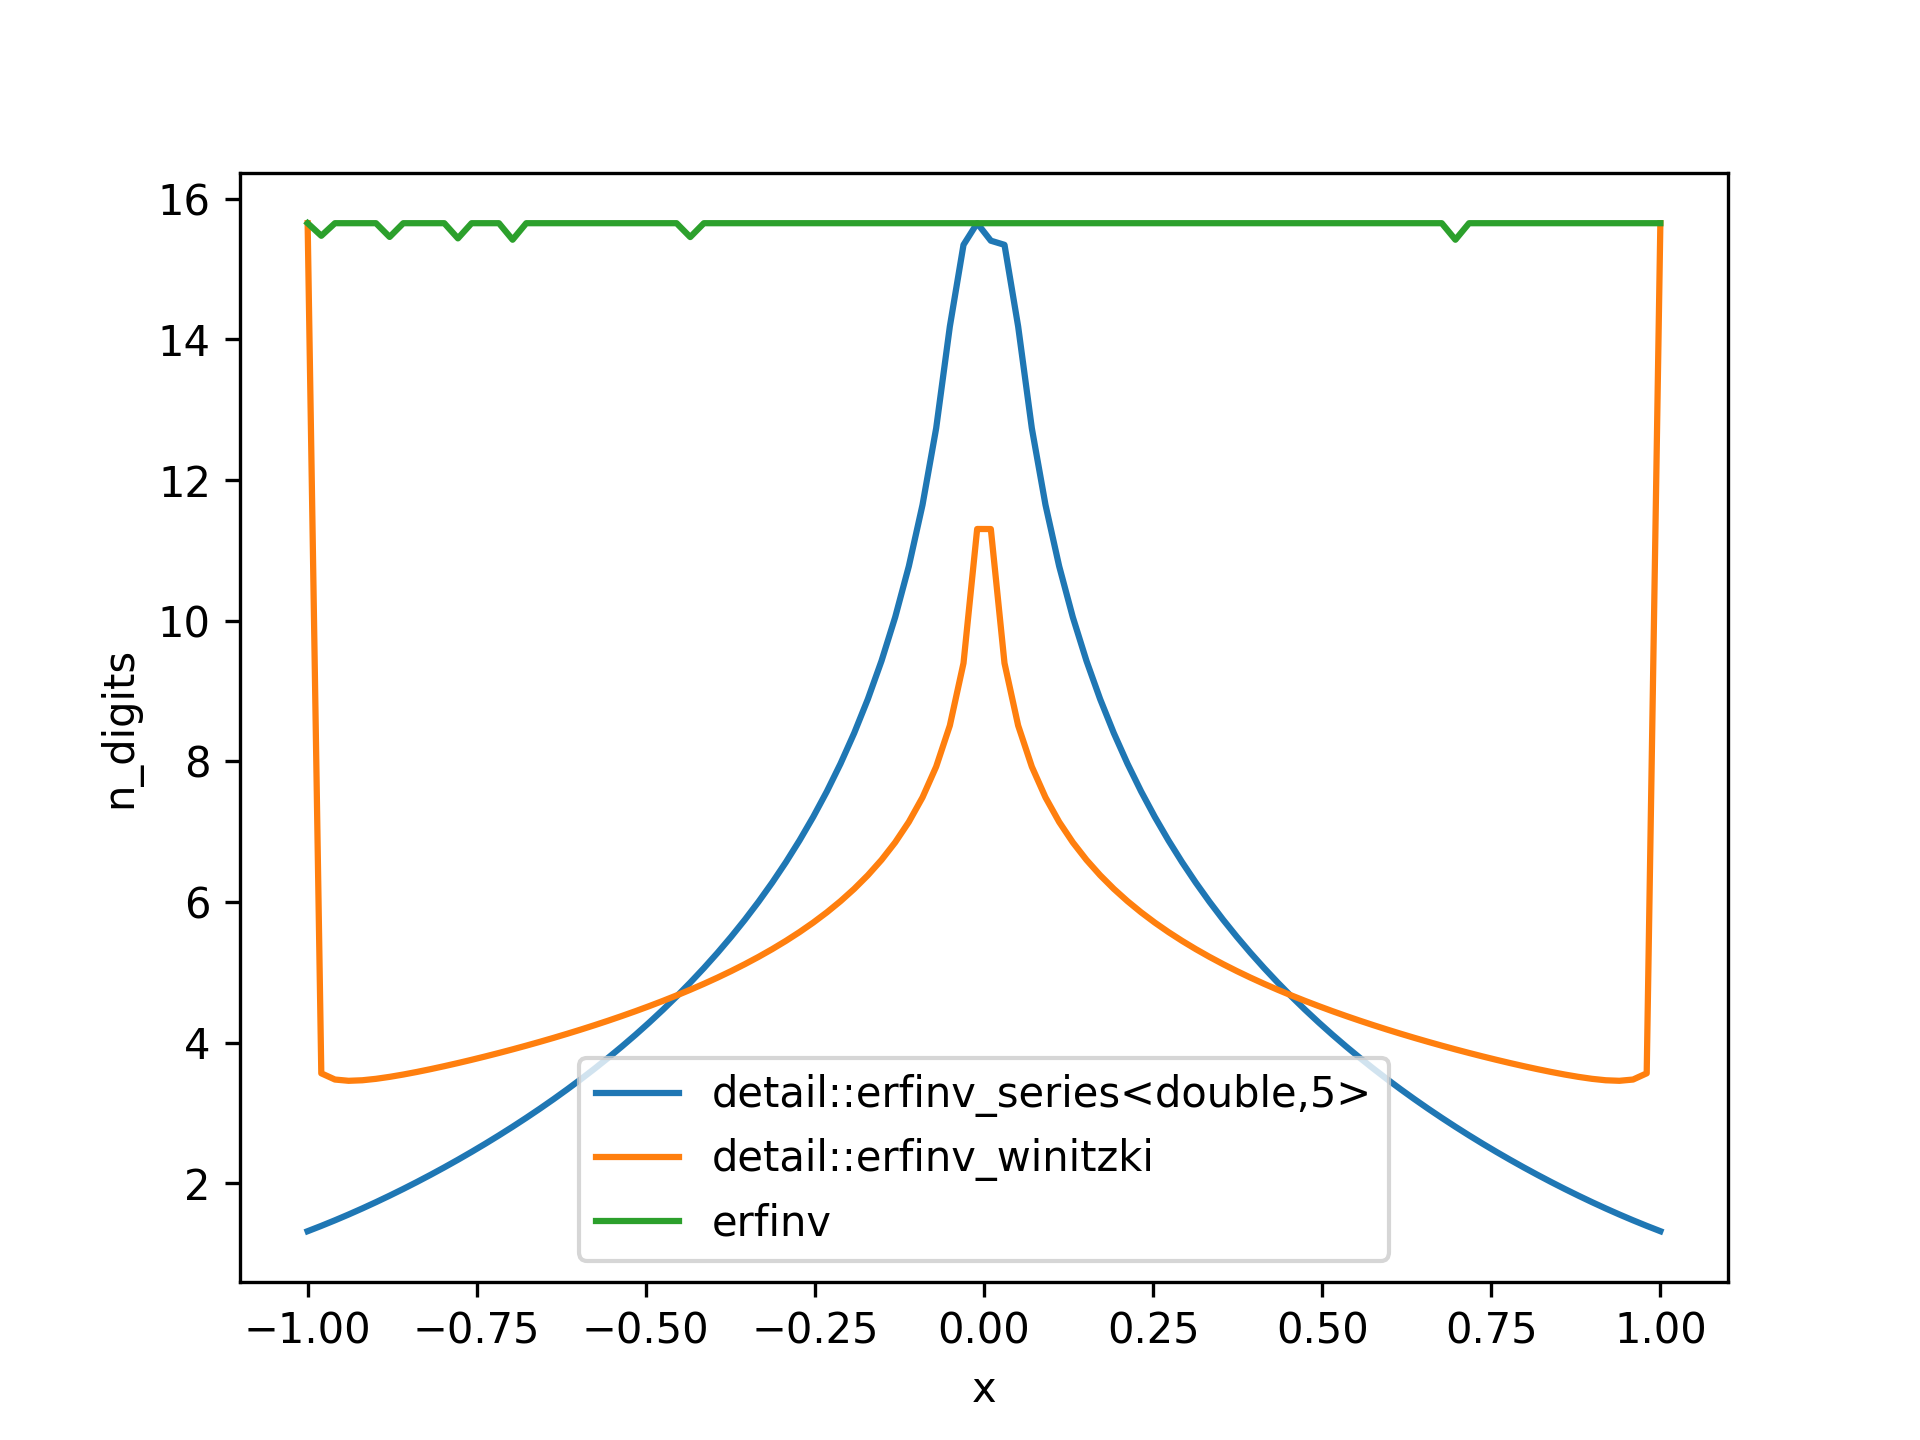 16
14
12
10
8
6
4
2
n_digits
detail::erfinv_series<double,5>
detail::erfinv_winitzki
erfinv
−1.00 −0.75 −0.50 −0.25 0.00 0.25 0.50 0.75 1.00
x